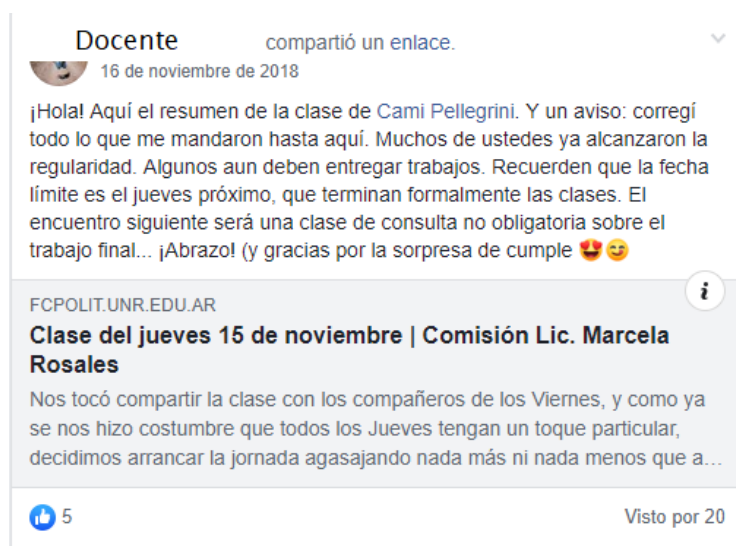 Docente compartió un enlace.
16 de noviembre de 2018
¡Hola! Aquí el resumen de la clase de Cami Pellegrini. Y un aviso: corregí
todo lo que me mandaron hasta aquí. Muchos de ustedes ya alcanzaron la
regularidad. Algunos aun deben entregar trabajos. Recuerden que la fecha
límite es el jueves próximo, que terminan formalmente las clases. El
encuentro siguiente será una clase de consulta no obligatoria sobre el
trabajo final... ¡Abrazo! (y gracias por la sorpresa de cumple 😍😋
i
FCPOLIT.UNR.EDU.AR
Clase del jueves 15 de noviembre | Comisión Lic. Marcela
Rosales
Nos tocó compartir la clase con los compañeros de los Viernes, y como ya
se nos hizo costumbre que todos los Jueves tengan un toque particular,
decidimos arrancar la jornada agasajando nada más ni nada menos que a...
5 Visto por 20